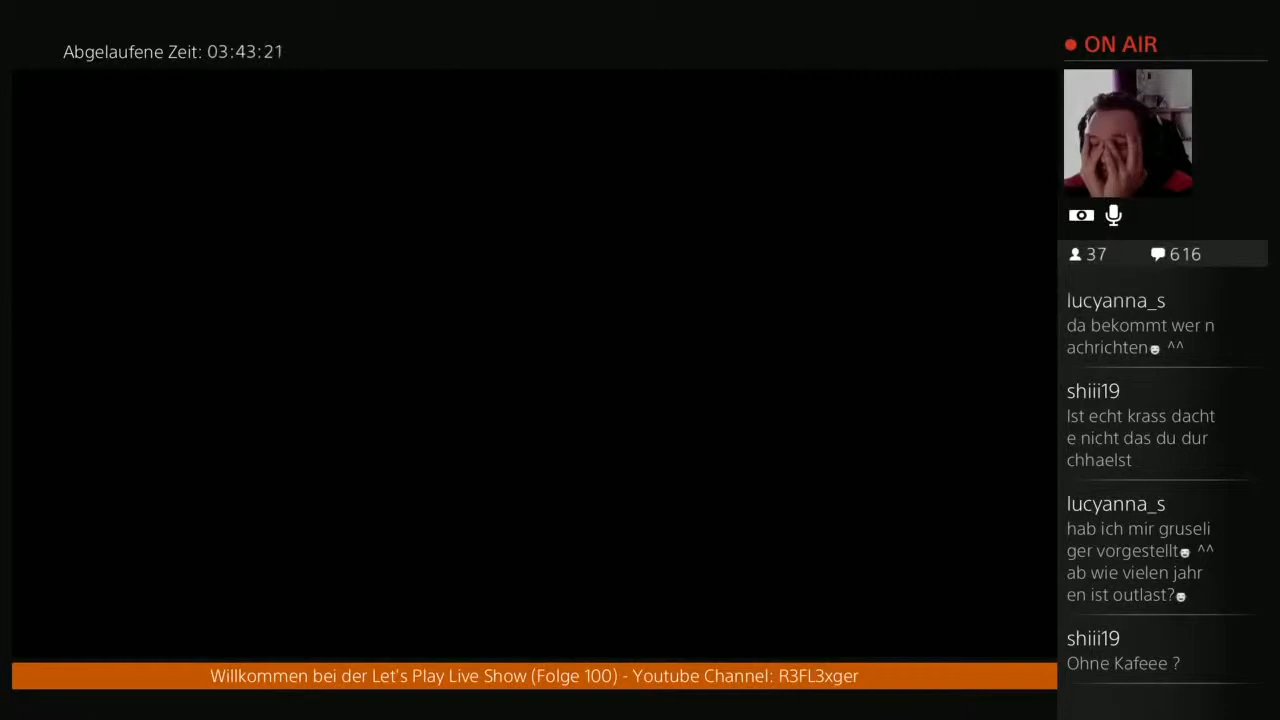 Abgelaufene Zeit: 03:43:21
ON AIR
37 616
lucyanna_s
da bekommt wer n
achrichten ^^
shiii19
Ist echt krass dacht
e nicht das du dur
chhaelst
lucyanna_s
hab ich mir gruseli
ger vorgestellt ^^
ab wie vielen jahr
en ist outlast?
shiii19
Ohne Kafeee ?
Willkommen bei der Let's Play Live Show (Folge 100) - Youtube Channel: R3FL3xger